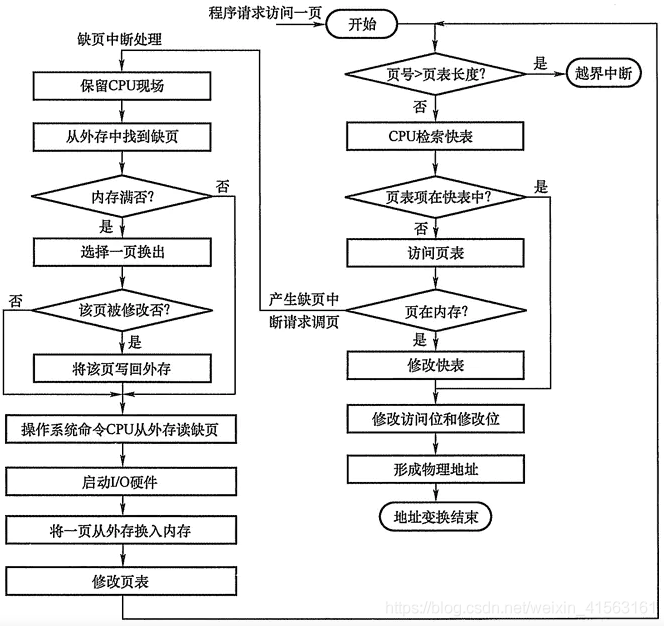 程序请求访问一页
开始
页号>页表长度?
是
越界中断
否
CPU检索快表
页表项在快表中?
是
否
访问页表
页在内存?
产生缺页中
断请求调页
是
修改快表
修改访问位和修改位
形成物理地址
地址变换结束
缺页中断处理
保留CPU现场
从外存中找到缺页
内存满否?
否
是
选择一页换出
该页被修改否?
否
是
将该页写回外存
操作系统命令CPU从外存读缺页
启动I/O硬件
将一页从外存换入内存
修改页表
https://blog.csdn.net/weixin_41563161